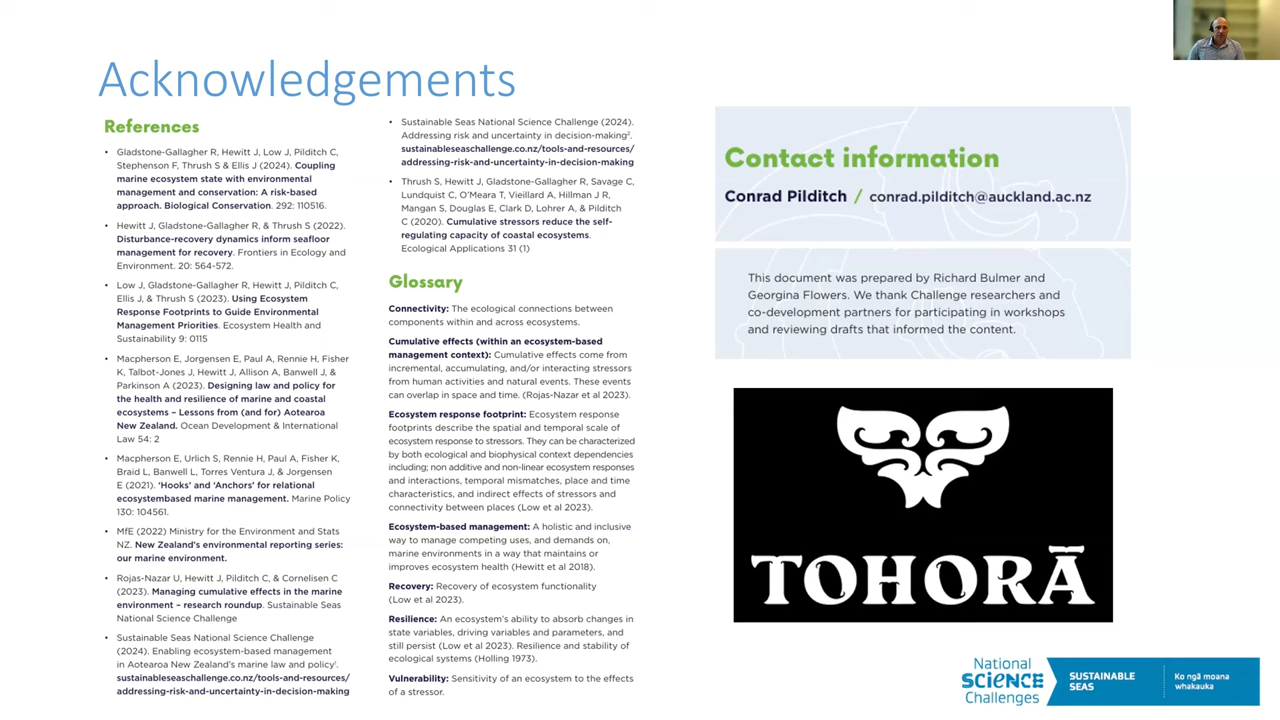 Acknowledgements
References
• Gladstone-Gallagher R, Hewitt J, Low J, Pilditch C,
Stephenson F, Thrush S & Ellis J (2024). Coupling
marine ecosystem state with environmental
management and conservation: A risk-based
approach. Biological Conservation. 292: 110516.
• Hewitt J, Gladstone-Gallagher R, & Thrush S (2022).
Disturbance-recovery dynamics inform seafloor
management for recovery. Frontiers in Ecology and
Environment. 20: 564-572.
• Low J, Gladstone-Gallagher R, Hewitt J, Pilditch C,
Ellis J, & Thrush S (2023). Using Ecosystem
Response Footprints to Guide Environmental
Management Priorities. Ecosystem Health and
Sustainability 9: 0115
• Macpherson E, Jorgensen E, Paul A, Rennie H, Fisher
K, Talbot-Jones J, Hewitt J, Allison A, Banwell J, &
Parkinson A (2023). Designing law and policy for
the health and resilience of marine and coastal
ecosystems – Lessons from (and for) Aotearoa
New Zealand. Ocean Development & International
Law 54: 2
• Macpherson E, Urlich S, Rennie H, Paul A, Fisher K,
Braid L, Banwell L, Torres Ventura J, & Jorgensen
E (2021). ‘Hooks’ and ‘Anchors’ for relational
ecosystembased marine management. Marine Policy
130: 104561.
• MfE (2022) Ministry for the Environment and Stats
NZ. New Zealand’s environmental reporting series:
our marine environment.
• Rojas-Nazar U, Hewitt J, Pilditch C, & Cornelisen C
(2023). Managing cumulative effects in the marine
environment – research roundup. Sustainable Seas
National Science Challenge
• Sustainable Seas National Science Challenge
(2024). Enabling ecosystem-based management
in Aotearoa New Zealand’s marine law and policy¹.
sustainableseaschallenge.co.nz/tools-and-resources/
addressing-risk-and-uncertainty-in-decision-making
• Sustainable Seas National Science Challenge (2024).
Addressing risk and uncertainty in decision-making².
sustainableseaschallenge.co.nz/tools-and-resources/
addressing-risk-and-uncertainty-in-decision-making
• Thrush S, Hewitt J, Gladstone-Gallagher R, Savage C,
Lundquist C, O’Meara T, Vieillard A, Hillman J R,
Mangan S, Douglas E, Clark D, Lohrer A, & Pilditch
C (2020). Cumulative stressors reduce the self-
regulating capacity of coastal ecosystems.
Ecological Applications 31 (1)
Glossary
Connectivity: The ecological connections between
components within and across ecosystems.
Cumulative effects (within an ecosystem-based
management context): Cumulative effects come from
incremental, accumulating, and/or interacting stressors
from human activities and natural events. These events
can overlap in space and time. (Rojas-Nazar et al 2023).
Ecosystem response footprint: Ecosystem response
footprints describe the spatial and temporal scale of
ecosystem response to stressors. They can be characterized
by both ecological and biophysical context dependencies
including; non additive and non-linear ecosystem responses
and interactions, temporal mismatches, place and time
characteristics, and indirect effects of stressors and
connectivity between places (Low et al 2023).
Ecosystem-based management: A holistic and inclusive
way to manage competing uses, and demands on,
marine environments in a way that maintains or
improves ecosystem health (Hewitt et al 2018).
Recovery: Recovery of ecosystem functionality
(Low et al 2023).
Resilience: An ecosystem’s ability to absorb changes in
state variables, driving variables and parameters, and
still persist (Low et al 2023). Resilience and stability of
ecological systems (Holling 1973).
Vulnerability: Sensitivity of an ecosystem to the effects
of a stressor.
Contact information
Conrad Pilditch / conrad.pilditch@auckland.ac.nz
This document was prepared by Richard Bulmer and
Georgina Flowers. We thank Challenge researchers and
co-development partners for participating in workshops
and reviewing drafts that informed the content.
TOHORĀ
National
SCIENCE
Challenges
SUSTAINABLE
SEAS
Ko ngā moana
whakauka